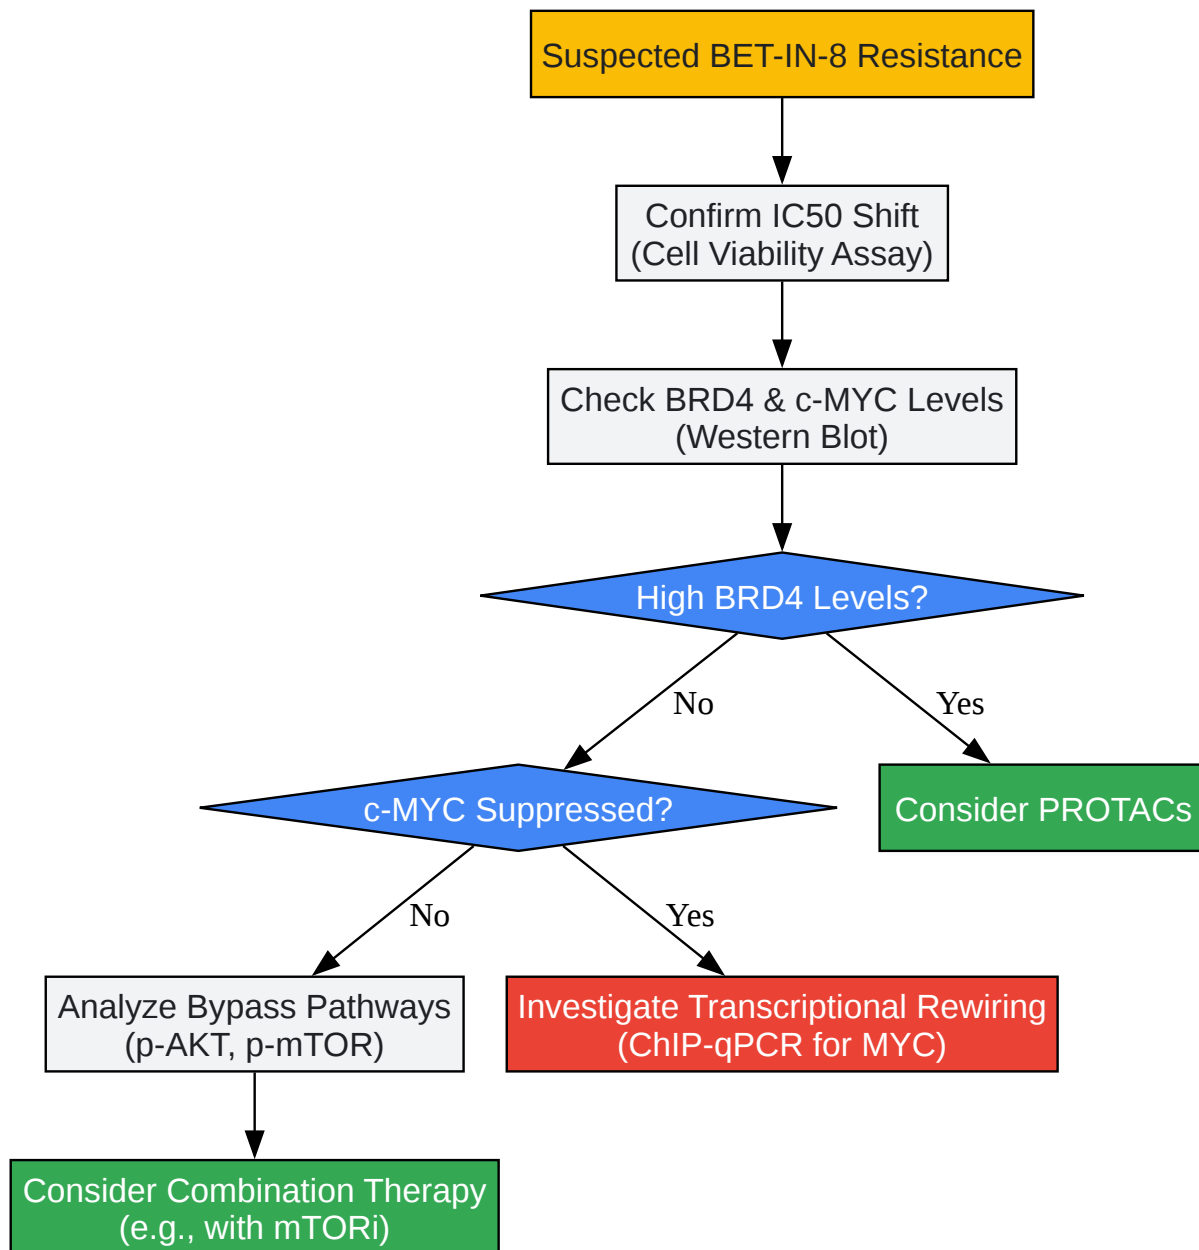 Suspected BET-IN-8 Resistance
Confirm IC50 Shift
(Cell Viability Assay)
Check BRD4 & c-MYC Levels
(Western Blot)
High BRD4 Levels?
No
Yes
c-MYC Suppressed?
Consider PROTACs
No
Yes
Analyze Bypass Pathways
(p-AKT, p-mTOR)
Investigate Transcriptional Rewiring
(ChIP-qPCR for MYC)
Consider Combination Therapy
(e.g., with mTORi)